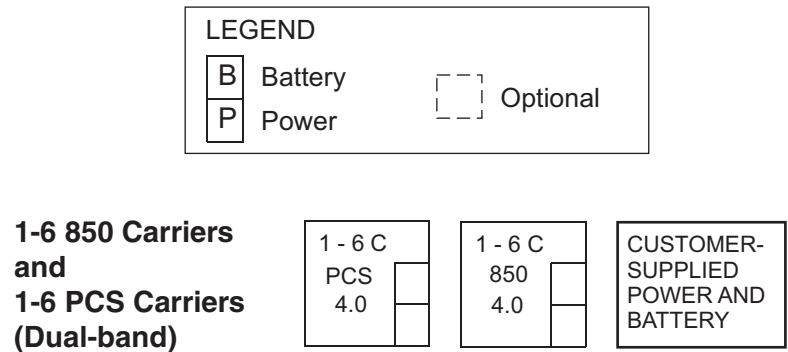 LEGEND
B Battery
P Power
Optional
1-6 850 Carriers
and
1-6 PCS Carriers
(Dual-band)
1 - 6 C
PCS
4.0
1 - 6 C
850
4.0
CUSTOMER-
SUPPLIED
POWER AND
BATTERY